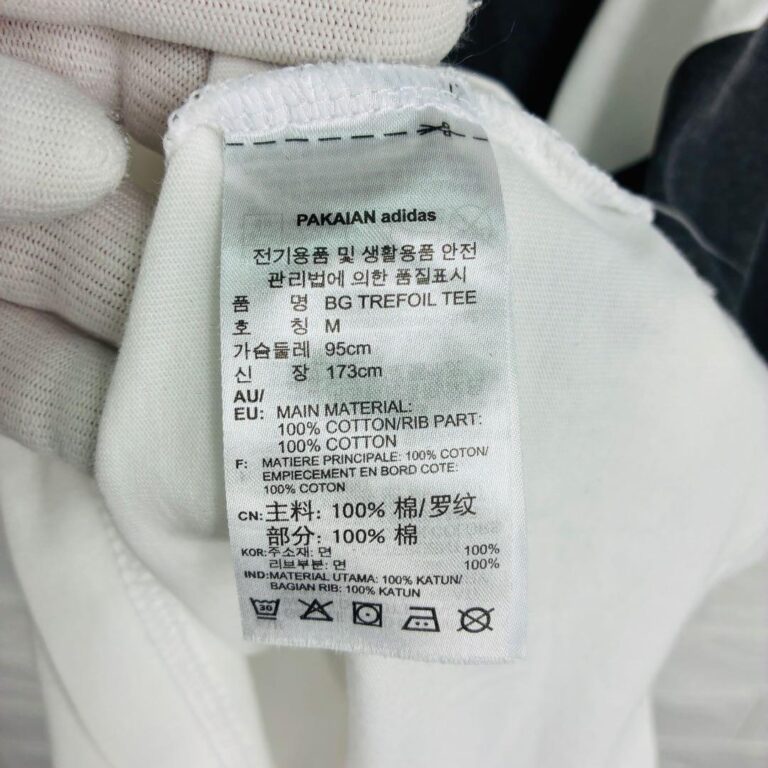 PAKAIAN adidas
전기용품 및 생활용품 안전
관리법에 의한 품질표시
품 명 BG TREFOIL TEE
호 칭 M
가슴둘레 95cm
신 장 173cm
AU/
EU: MAIN MATERIAL:
100% COTTON/RIB PART:
100% COTTON
F: MATIERE PRINCIPALE: 100% COTON/
EMPIECEMENT EN BORD COTE:
100% COTON
CN: 主料: 100% 棉/罗纹
部分: 100% 棉
KOR: 주소재: 면 100%
리브부분: 면 100%
IND: MATERIAL UTAMA: 100% KATUN/
BAGIAN RIB: 100% KATUN
30